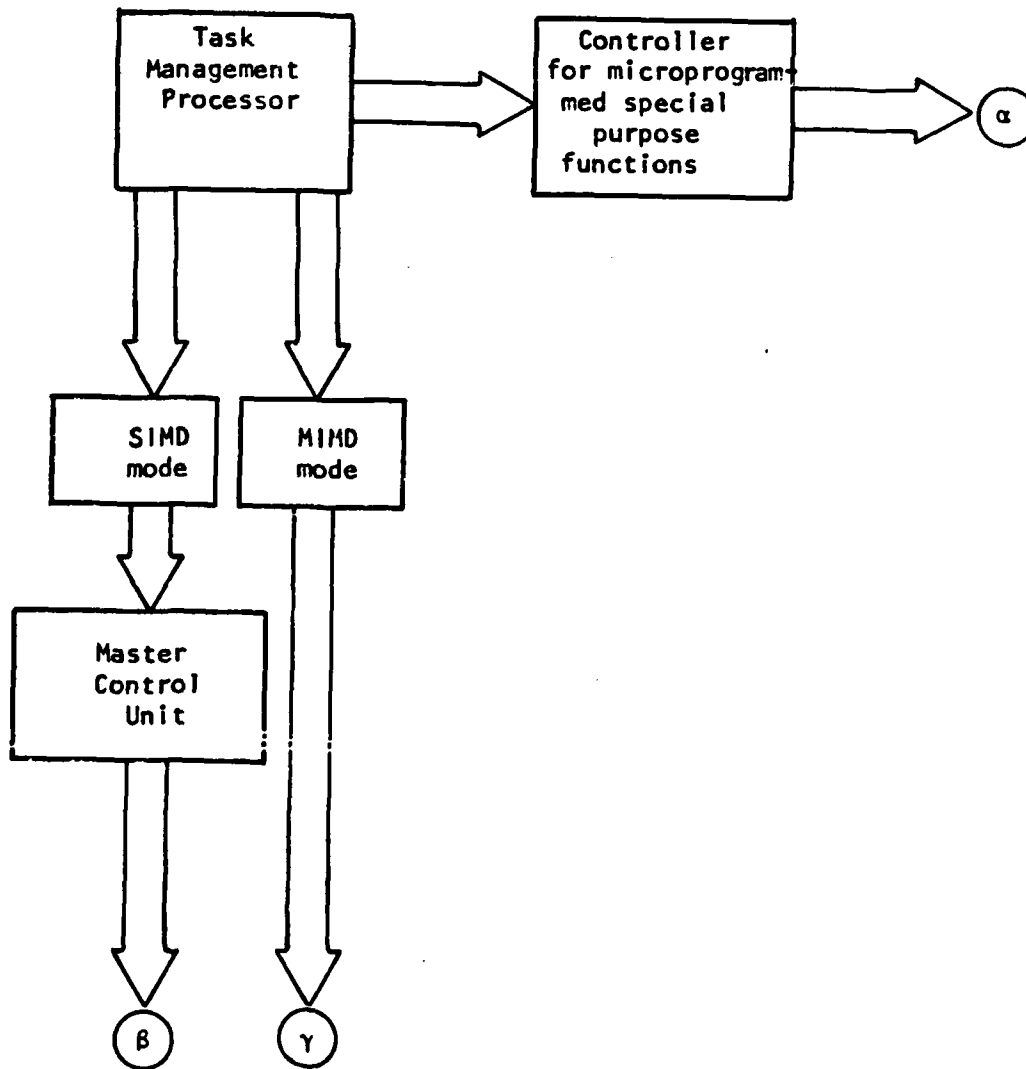 Task
Management
Processor
Controller
for microprogram-
med special
purpose
functions
α
SIMD
mode
MIMD
mode
Master
Control
Unit
β
γ